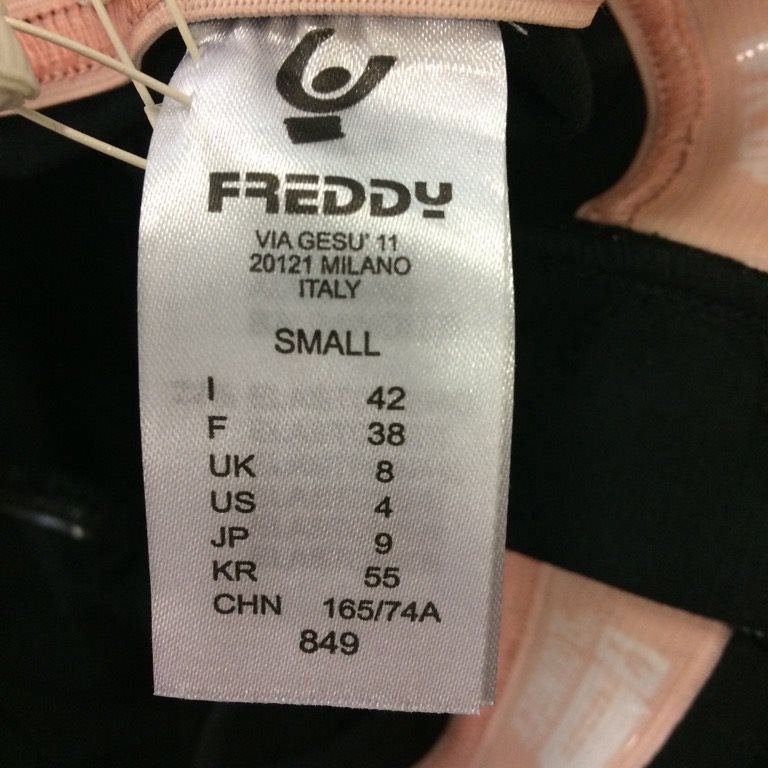 FREDDY
VIA GESU' 11
20121 MILANO
ITALY
SMALL
I 42
F 38
UK 8
US 4
JP 9
KR 55
CHN 165/74A
849